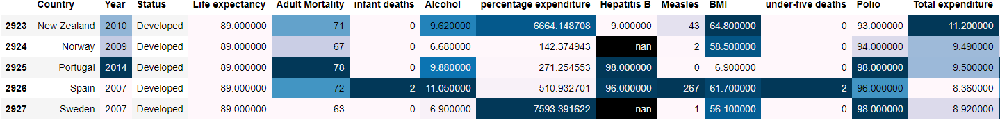 Country Year Status Life expectancy Adult Mortality infant deaths Alcohol percentage expenditure Hepatitis B Measles BMI under-five deaths Polio Total expenditure
2923 New Zealand 2010 Developed 89.000000 71 0 9.620000 6664.148708 9.000000 43 64.800000 0 93.000000 11.200000
2924 Norway 2009 Developed 89.000000 67 0 6.680000 142.374943 nan 2 58.500000 0 94.000000 9.490000
2925 Portugal 2014 Developed 89.000000 78 0 9.880000 271.254553 98.000000 0 6.900000 0 98.000000 9.500000
2926 Spain 2007 Developed 89.000000 72 2 11.050000 510.932701 96.000000 267 61.700000 2 96.000000 8.360000
2927 Sweden 2007 Developed 89.000000 63 0 6.900000 7593.391622 nan 1 56.100000 0 98.000000 8.920000